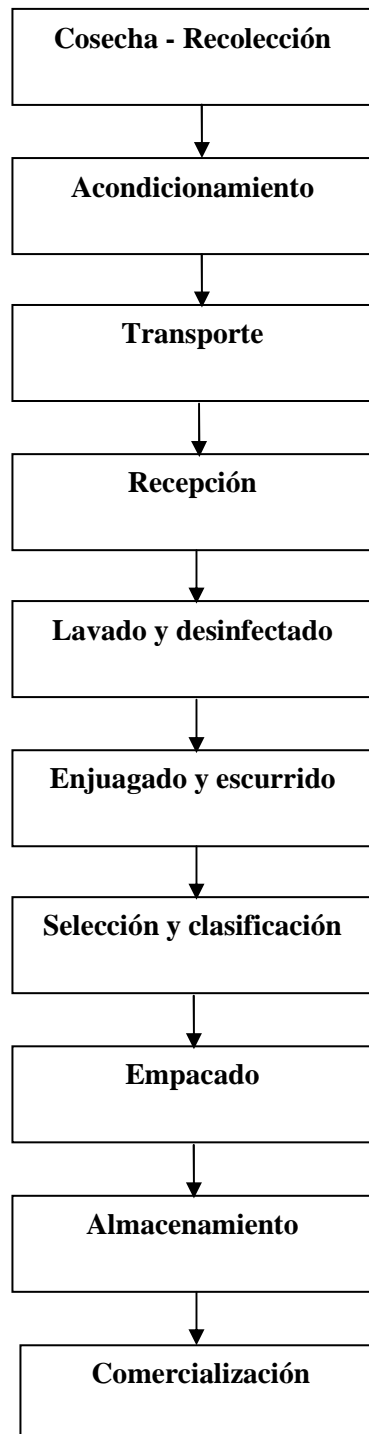 Cosecha - Recolección
Acondicionamiento
Transporte
Recepción
Lavado y desinfectado
Enjuagado y escurrido
Selección y clasificación
Empacado
Almacenamiento
Comercialización